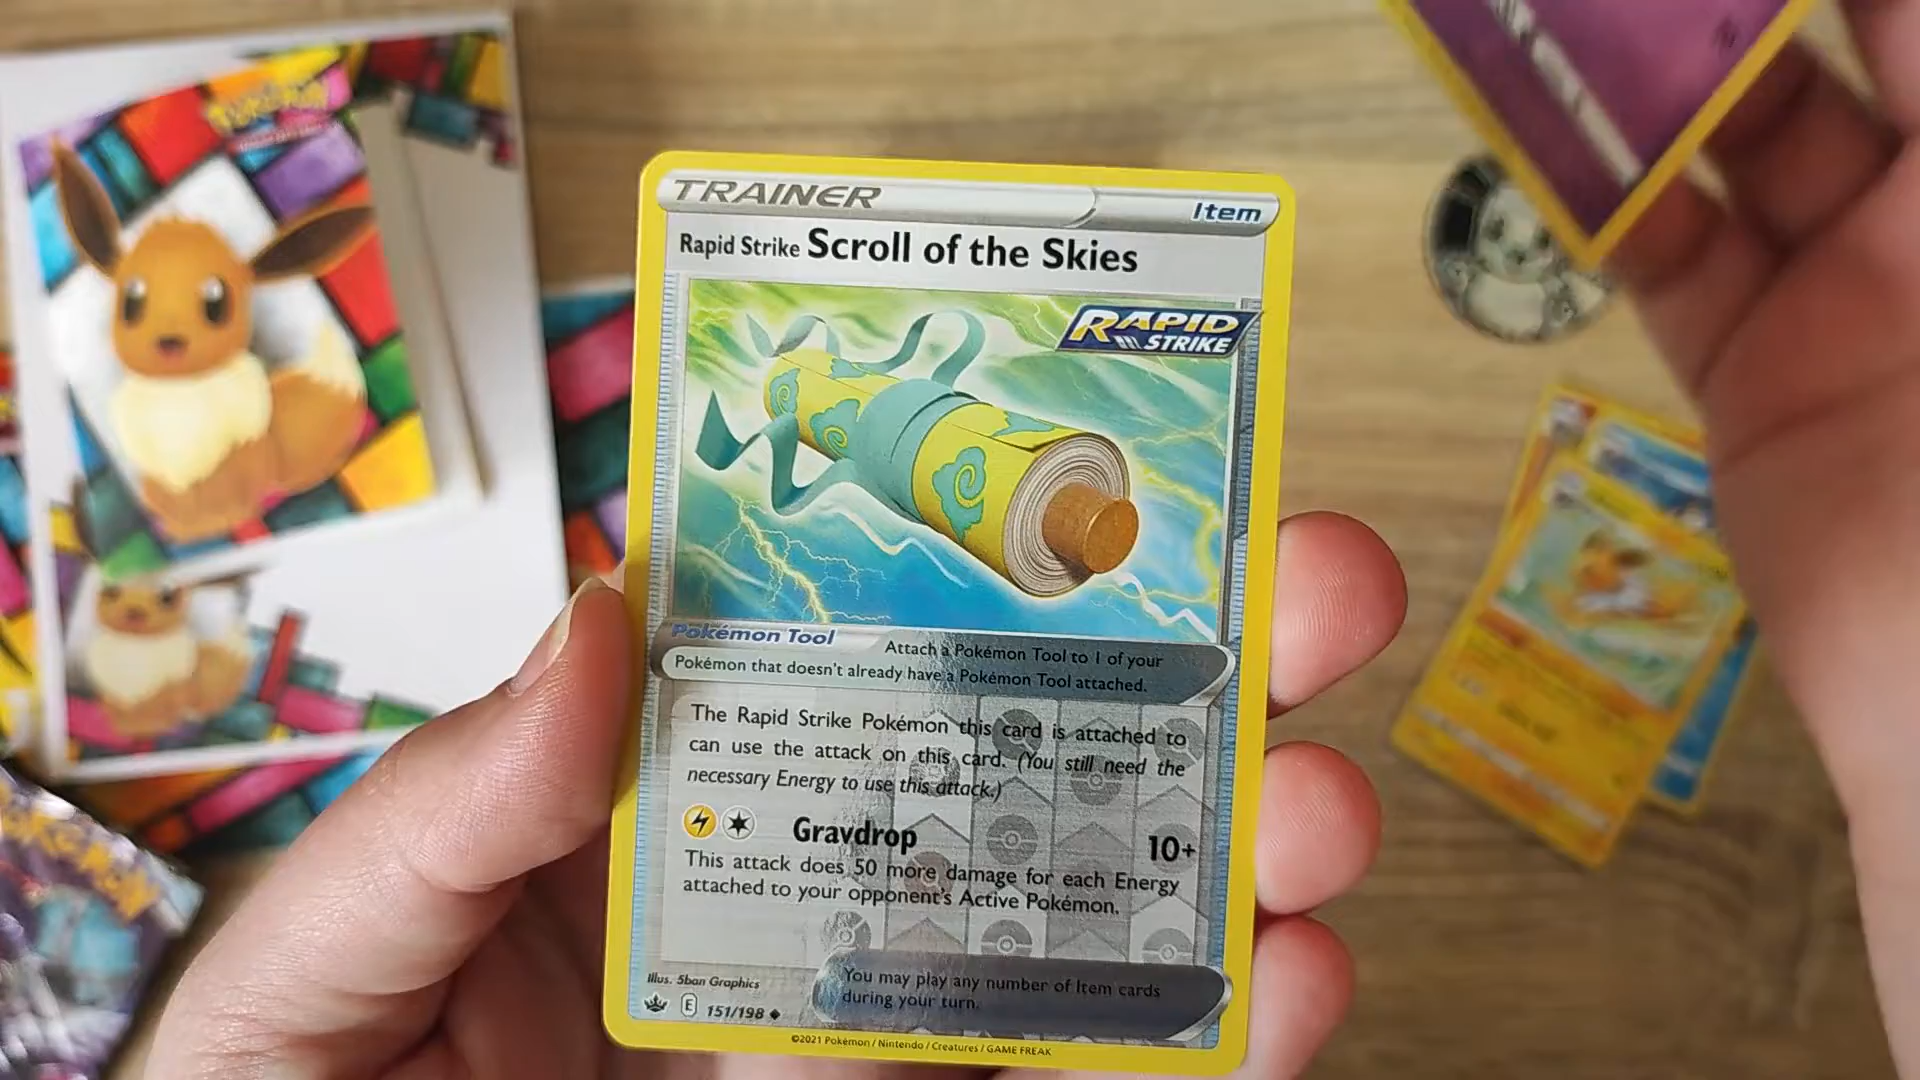 POKÉMON
TRAINER
Item
Rapid Strike Scroll of the Skies
RAPID
STRIKE
Pokémon Tool
Attach a Pokémon Tool to 1 of your
Pokémon that doesn't already have a Pokémon Tool attached.
The Rapid Strike Pokémon this card is attached to
can use the attack on this card. (You still need the
necessary Energy to use this attack.)
Gravdrop 10+
This attack does 50 more damage for each Energy
attached to your opponent's Active Pokémon.
You may play any number of Item cards
during your turn.
Illus. 5ban Graphics
E 151/198
©2021 Pokémon / Nintendo / Creatures / GAME FREAK
POKÉMON